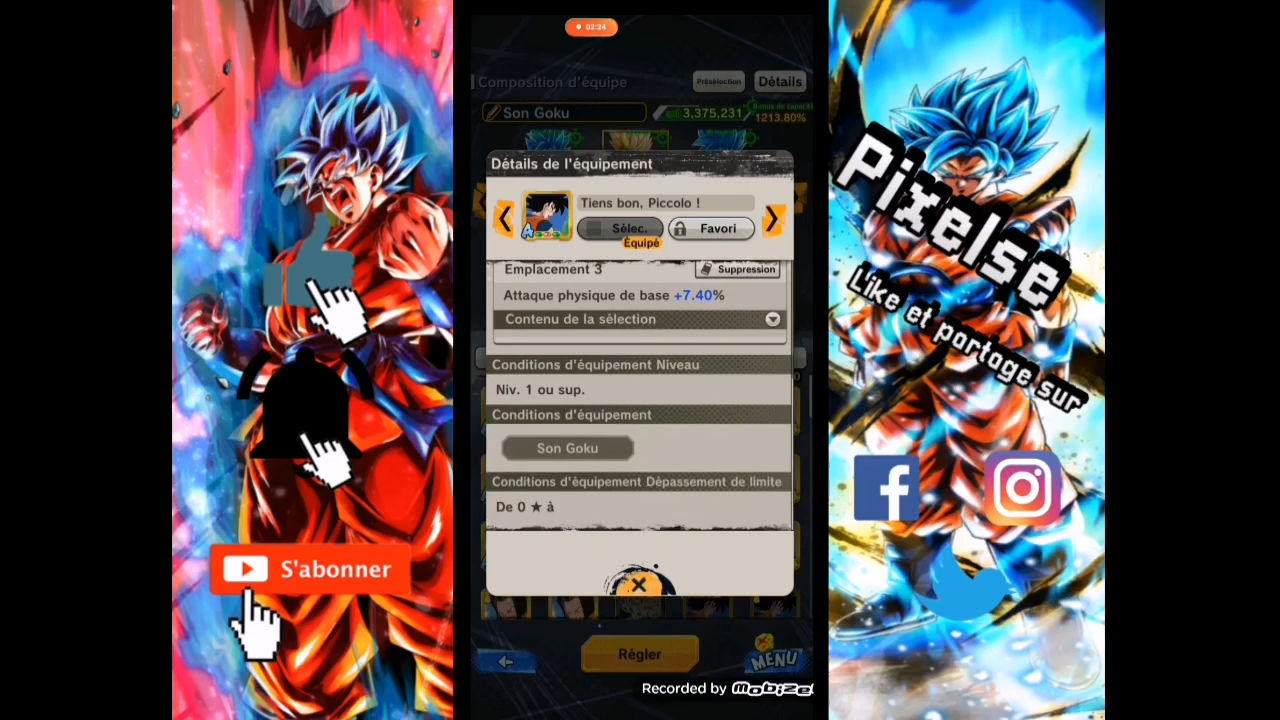 02:24
Composition d'équipe
Présélection
Détails
Son Goku
3,375,231
Bonus de capacité
1213.80%
Détails de l'équipement
Tiens bon, Piccolo !
Sélec.
Favori
Équipé
Emplacement 3
Suppression
Attaque physique de base +7.40%
Contenu de la sélection
Conditions d'équipement Niveau
Niv. 1 ou sup.
Conditions d'équipement
Son Goku
Conditions d'équipement Dépassement de limite
De 0 ★ à
Régler
MENU
Recorded by mobizen
S'abonner
Pixelse
Like et partage sur